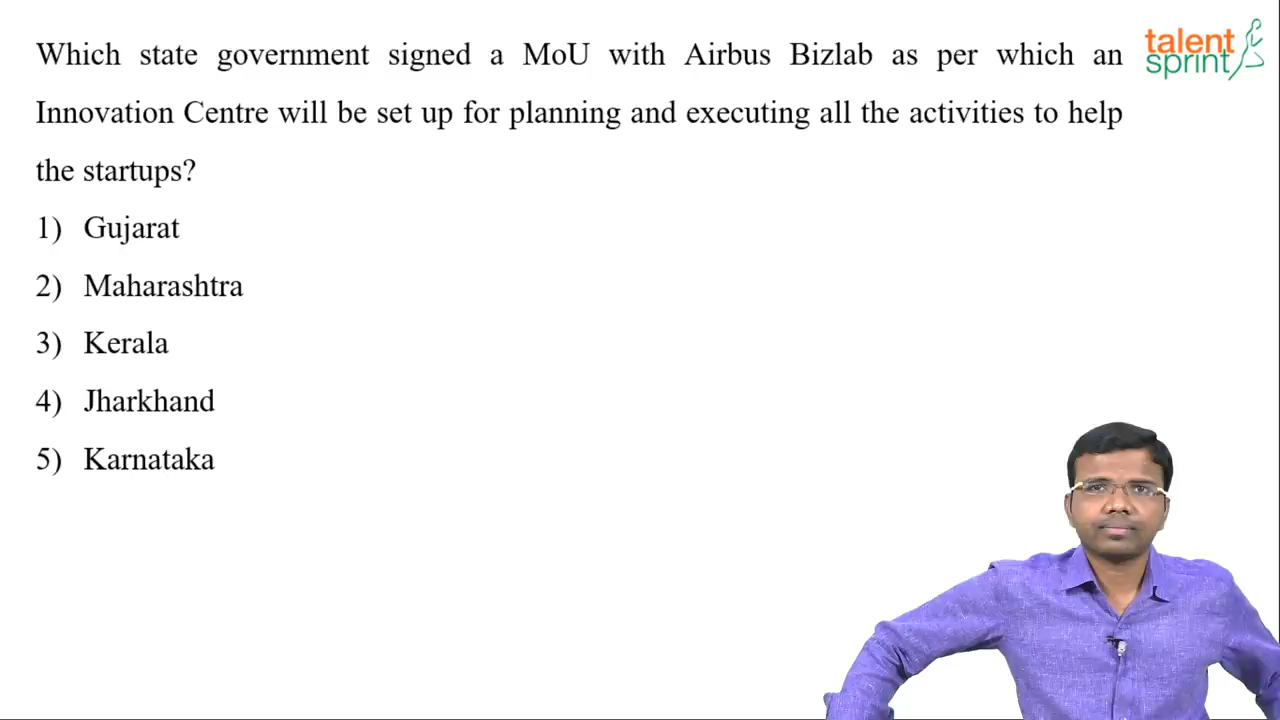 Which state government signed a MoU with Airbus Bizlab as per which an
Innovation Centre will be set up for planning and executing all the activities to help
the startups?
1) Gujarat
2) Maharashtra
3) Kerala
4) Jharkhand
5) Karnataka
talent
sprint